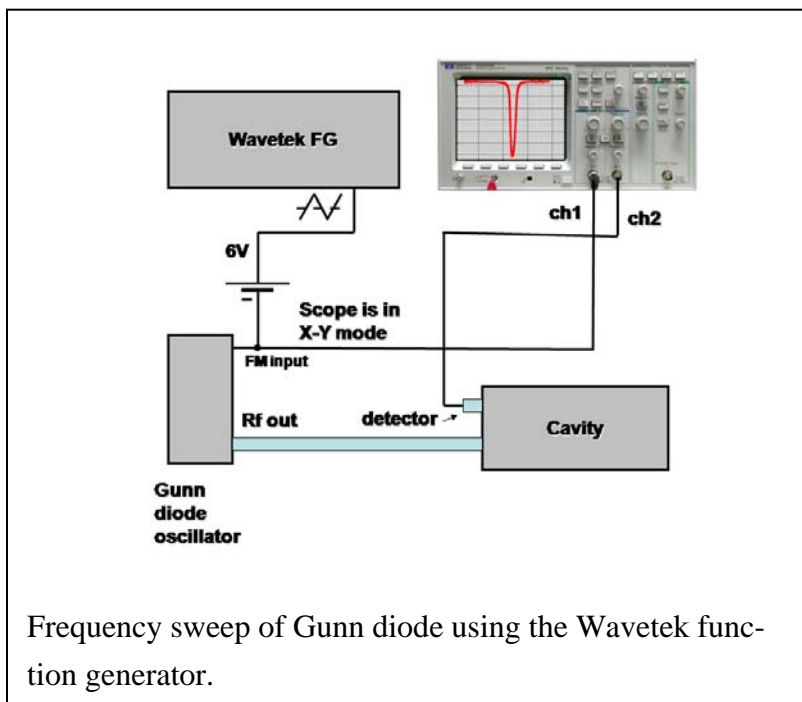 Wavetek FG
ch1
ch2
6V
Scope is in
X-Y mode
FM input
Rf out
detector
Cavity
Gunn
diode
oscillator
Frequency sweep of Gunn diode using the Wavetek func-
tion generator.